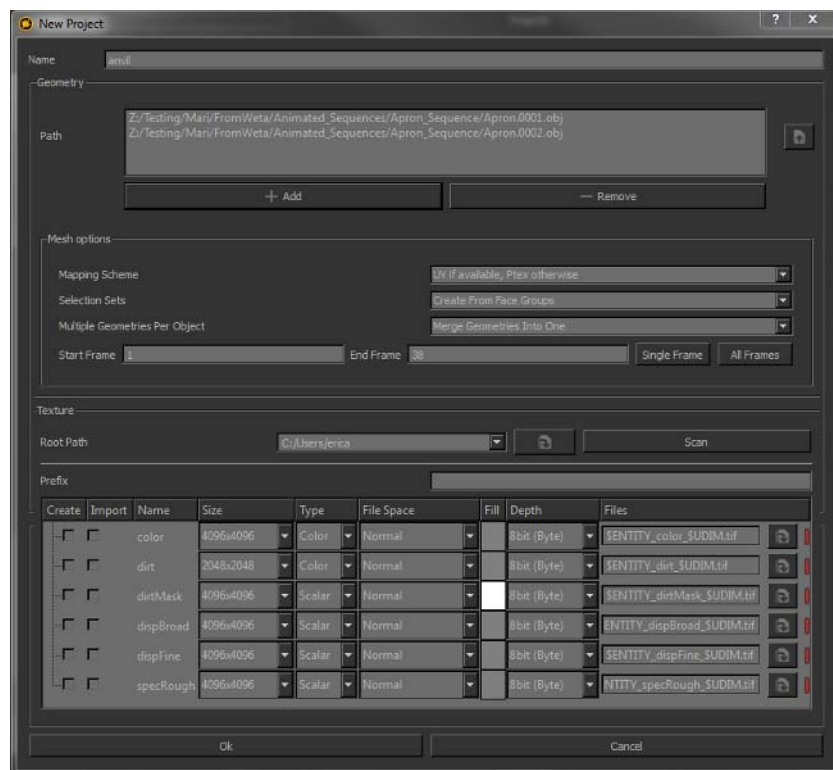 New Project
? X
Name anvil
Geometry
Path
Z:/Testing/Mari/FromWeta/Animated_Sequences/Apron_Sequence/Apron.0001.obj
Z:/Testing/Mari/FromWeta/Animated_Sequences/Apron_Sequence/Apron.0002.obj
+ Add — Remove
Mesh options
Mapping Scheme UV if available, Ptex otherwise
Selection Sets Create From Face Groups
Multiple Geometries Per Object Merge Geometries Into One
Start Frame 1 End Frame 38 Single Frame All Frames
Texture
Root Path C:/Users/erica Scan
Prefix
Create Import Name Size Type File Space Fill Depth Files
color 4096x4096 Color Normal 8bit (Byte) $ENTITY_color_$UDIM.tif
dirt 2048x2048 Color Normal 8bit (Byte) $ENTITY_dirt_$UDIM.tif
dirtMask 4096x4096 Scalar Normal 8bit (Byte) $ENTITY_dirtMask_$UDIM.tif
dispBroad 4096x4096 Scalar Normal 8bit (Byte) ENTITY_dispBroad_$UDIM.tif
dispFine 4096x4096 Scalar Normal 8bit (Byte) $ENTITY_dispFine_$UDIM.tif
specRough 4096x4096 Scalar Normal 8bit (Byte) NTITY_specRough_$UDIM.tif
Ok Cancel